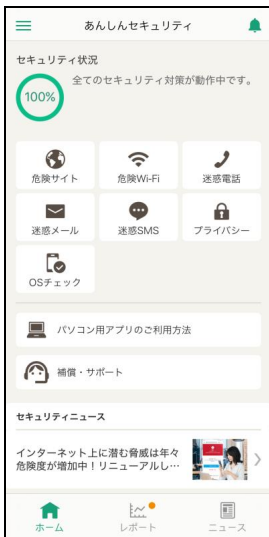 あんしんセキュリティ
セキュリティ状況
100%
全てのセキュリティ対策が動作中です。
危険サイト
危険Wi-Fi
迷惑電話
迷惑メール
迷惑SMS
プライバシー
OSチェック
パソコン用アプリのご利用方法
補償・サポート
セキュリティニュース
インターネット上に潜む脅威は年々
危険度が増加中！リニューアルし…
ホーム
レポート
ニュース